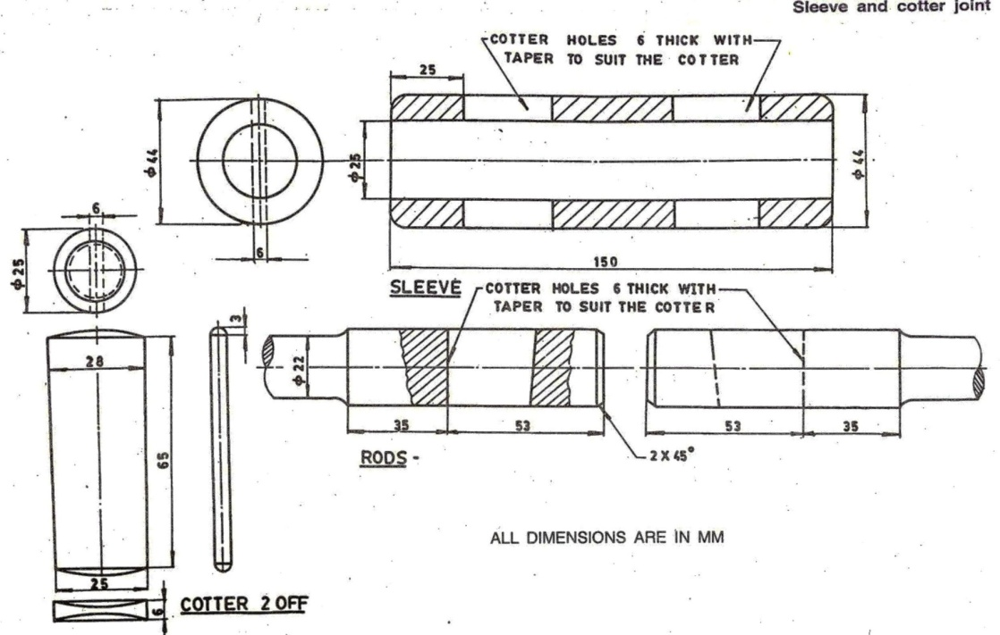 Sleeve and cotter joint
COTTER HOLES 6 THICK WITH
TAPER TO SUIT THE COTTER
25
ϕ44
ϕ25
ϕ44
6
6
ϕ25
150
SLEEVE
COTTER HOLES 6 THICK WITH
TAPER TO SUIT THE COTTER
3
28
ϕ22
65
35
53
53
35
RODS -
2 X 45°
ALL DIMENSIONS ARE IN MM
25
6
COTTER 2 OFF